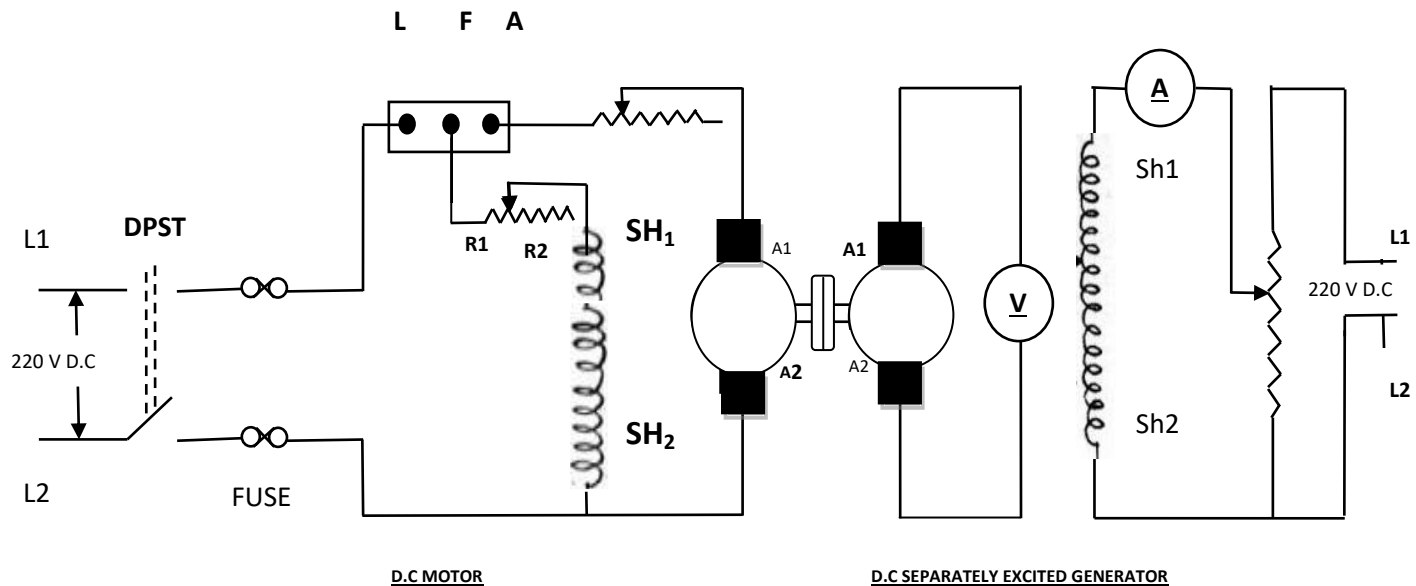 L F A
A
Sh1
SH₁
DPST
L1
R1 R2
A1
A1
L1
220 V D.C
V
220 V D.C
A2
A2
L2
Sh2
SH₂
L2
FUSE
D.C MOTOR
D.C SEPARATELY EXCITED GENERATOR